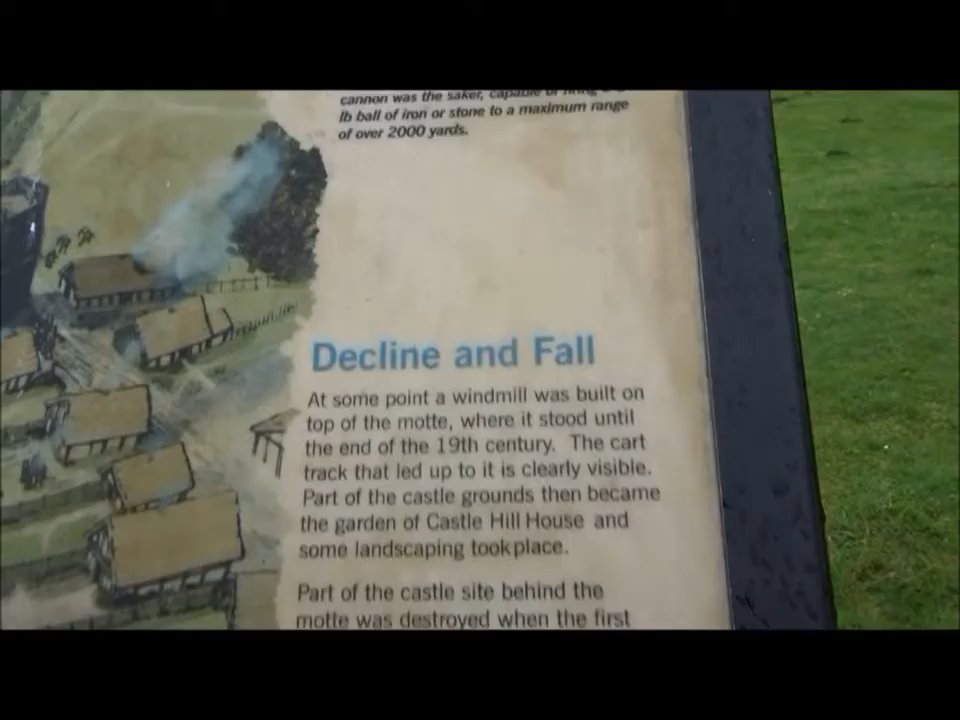 cannon was the saker, capable of firing
lb ball of iron or stone to a maximum range
of over 2000 yards.
Decline and Fall
At some point a windmill was built on
top of the motte, where it stood until
the end of the 19th century. The cart
track that led up to it is clearly visible.
Part of the castle grounds then became
the garden of Castle Hill House and
some landscaping took place.
Part of the castle site behind the
motte was destroyed when the first